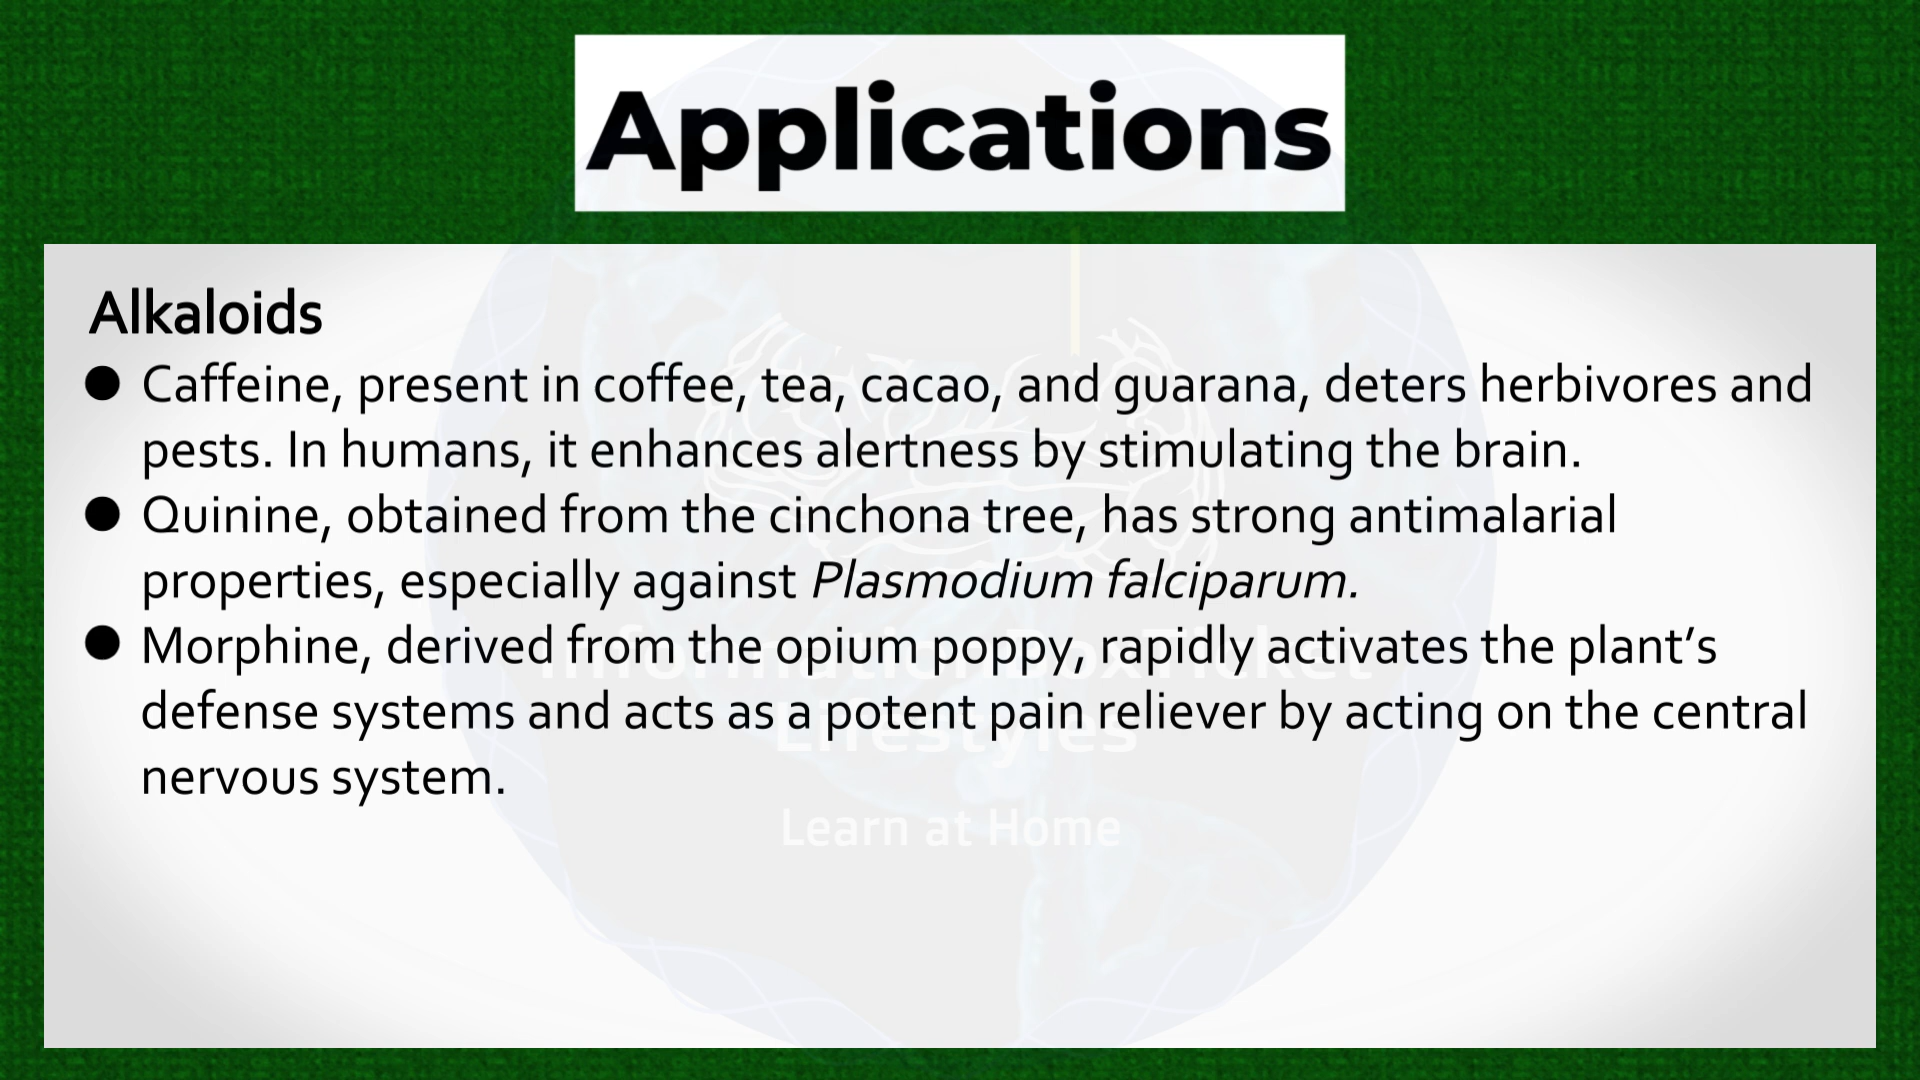 Applications
Alkaloids
● Caffeine, present in coffee, tea, cacao, and guarana, deters herbivores and
pests. In humans, it enhances alertness by stimulating the brain.
● Quinine, obtained from the cinchona tree, has strong antimalarial
properties, especially against Plasmodium falciparum.
● Morphine, derived from the opium poppy, rapidly activates the plant’s
defense systems and acts as a potent pain reliever by acting on the central
nervous system.
Lifestyles
Learn at Home